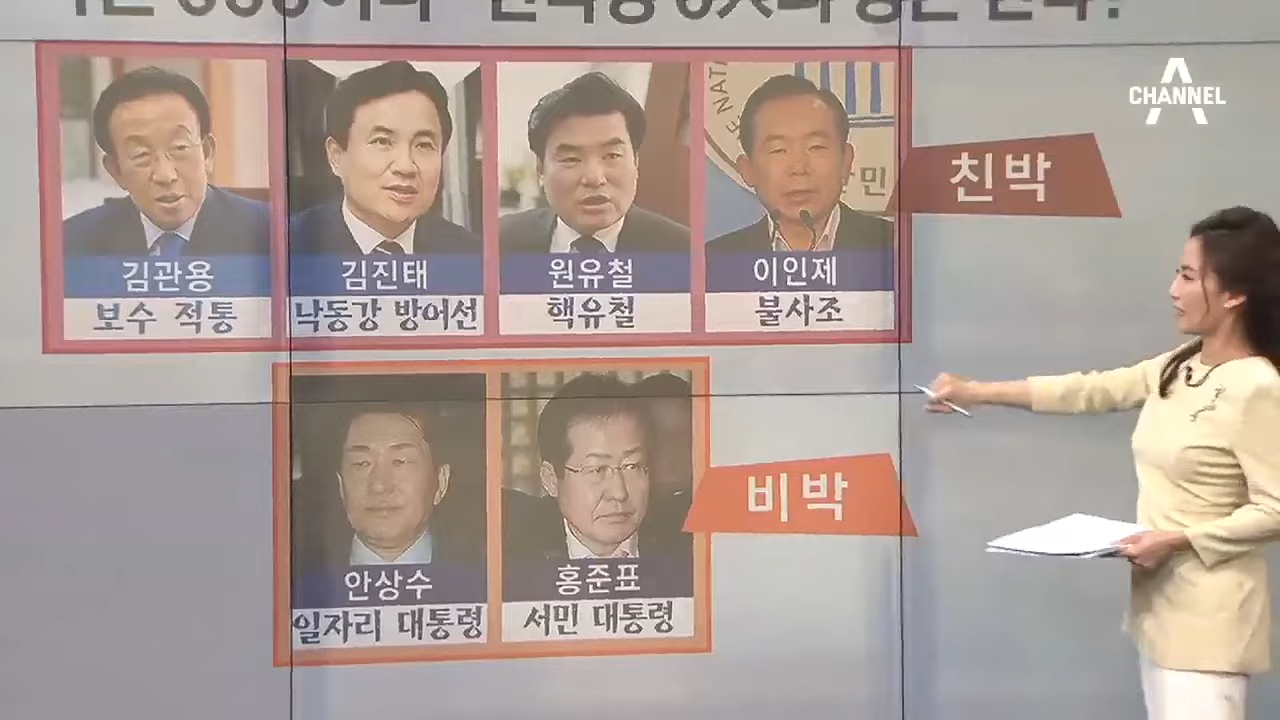 CHANNEL A
NAT
민
친박
김관용
김진태
원유철
이인제
보수 적통
낙동강 방어선
핵유철
불사조
비박
안상수
홍준표
일자리 대통령
서민 대통령